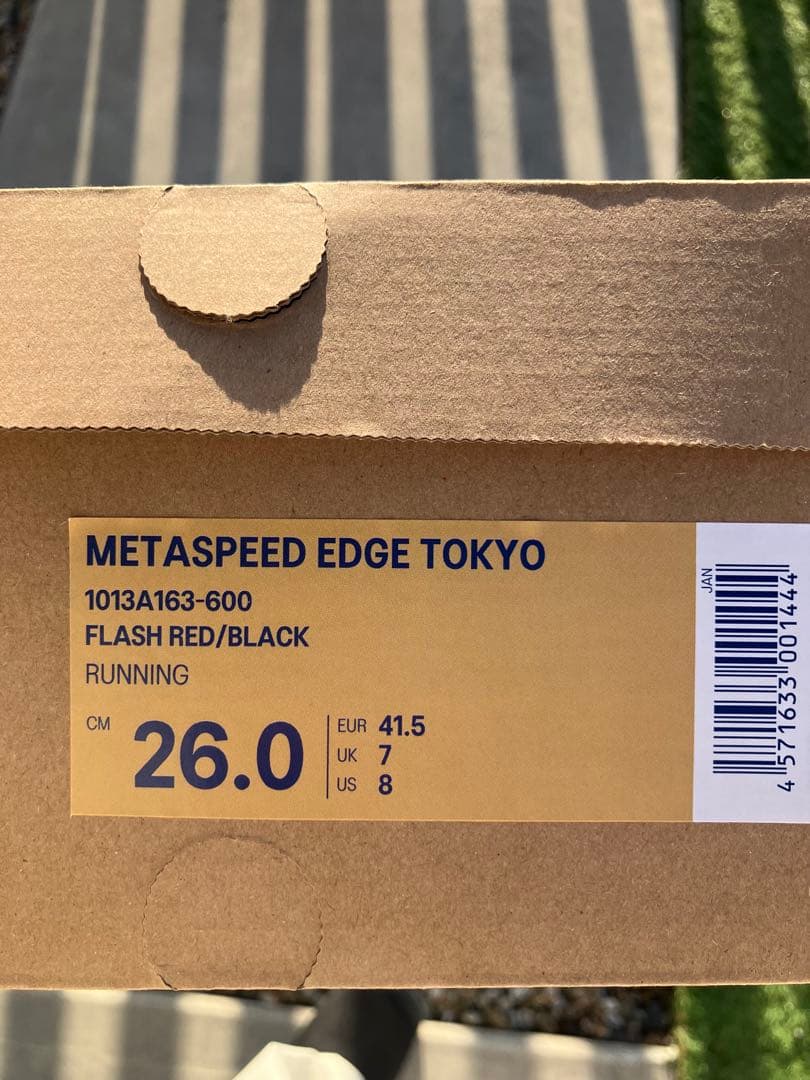 METASPEED EDGE TOKYO
1013A163-600
FLASH RED/BLACK
RUNNING
CM 26.0
EUR 41.5
UK 7
US 8
JAN
4 571633 001444